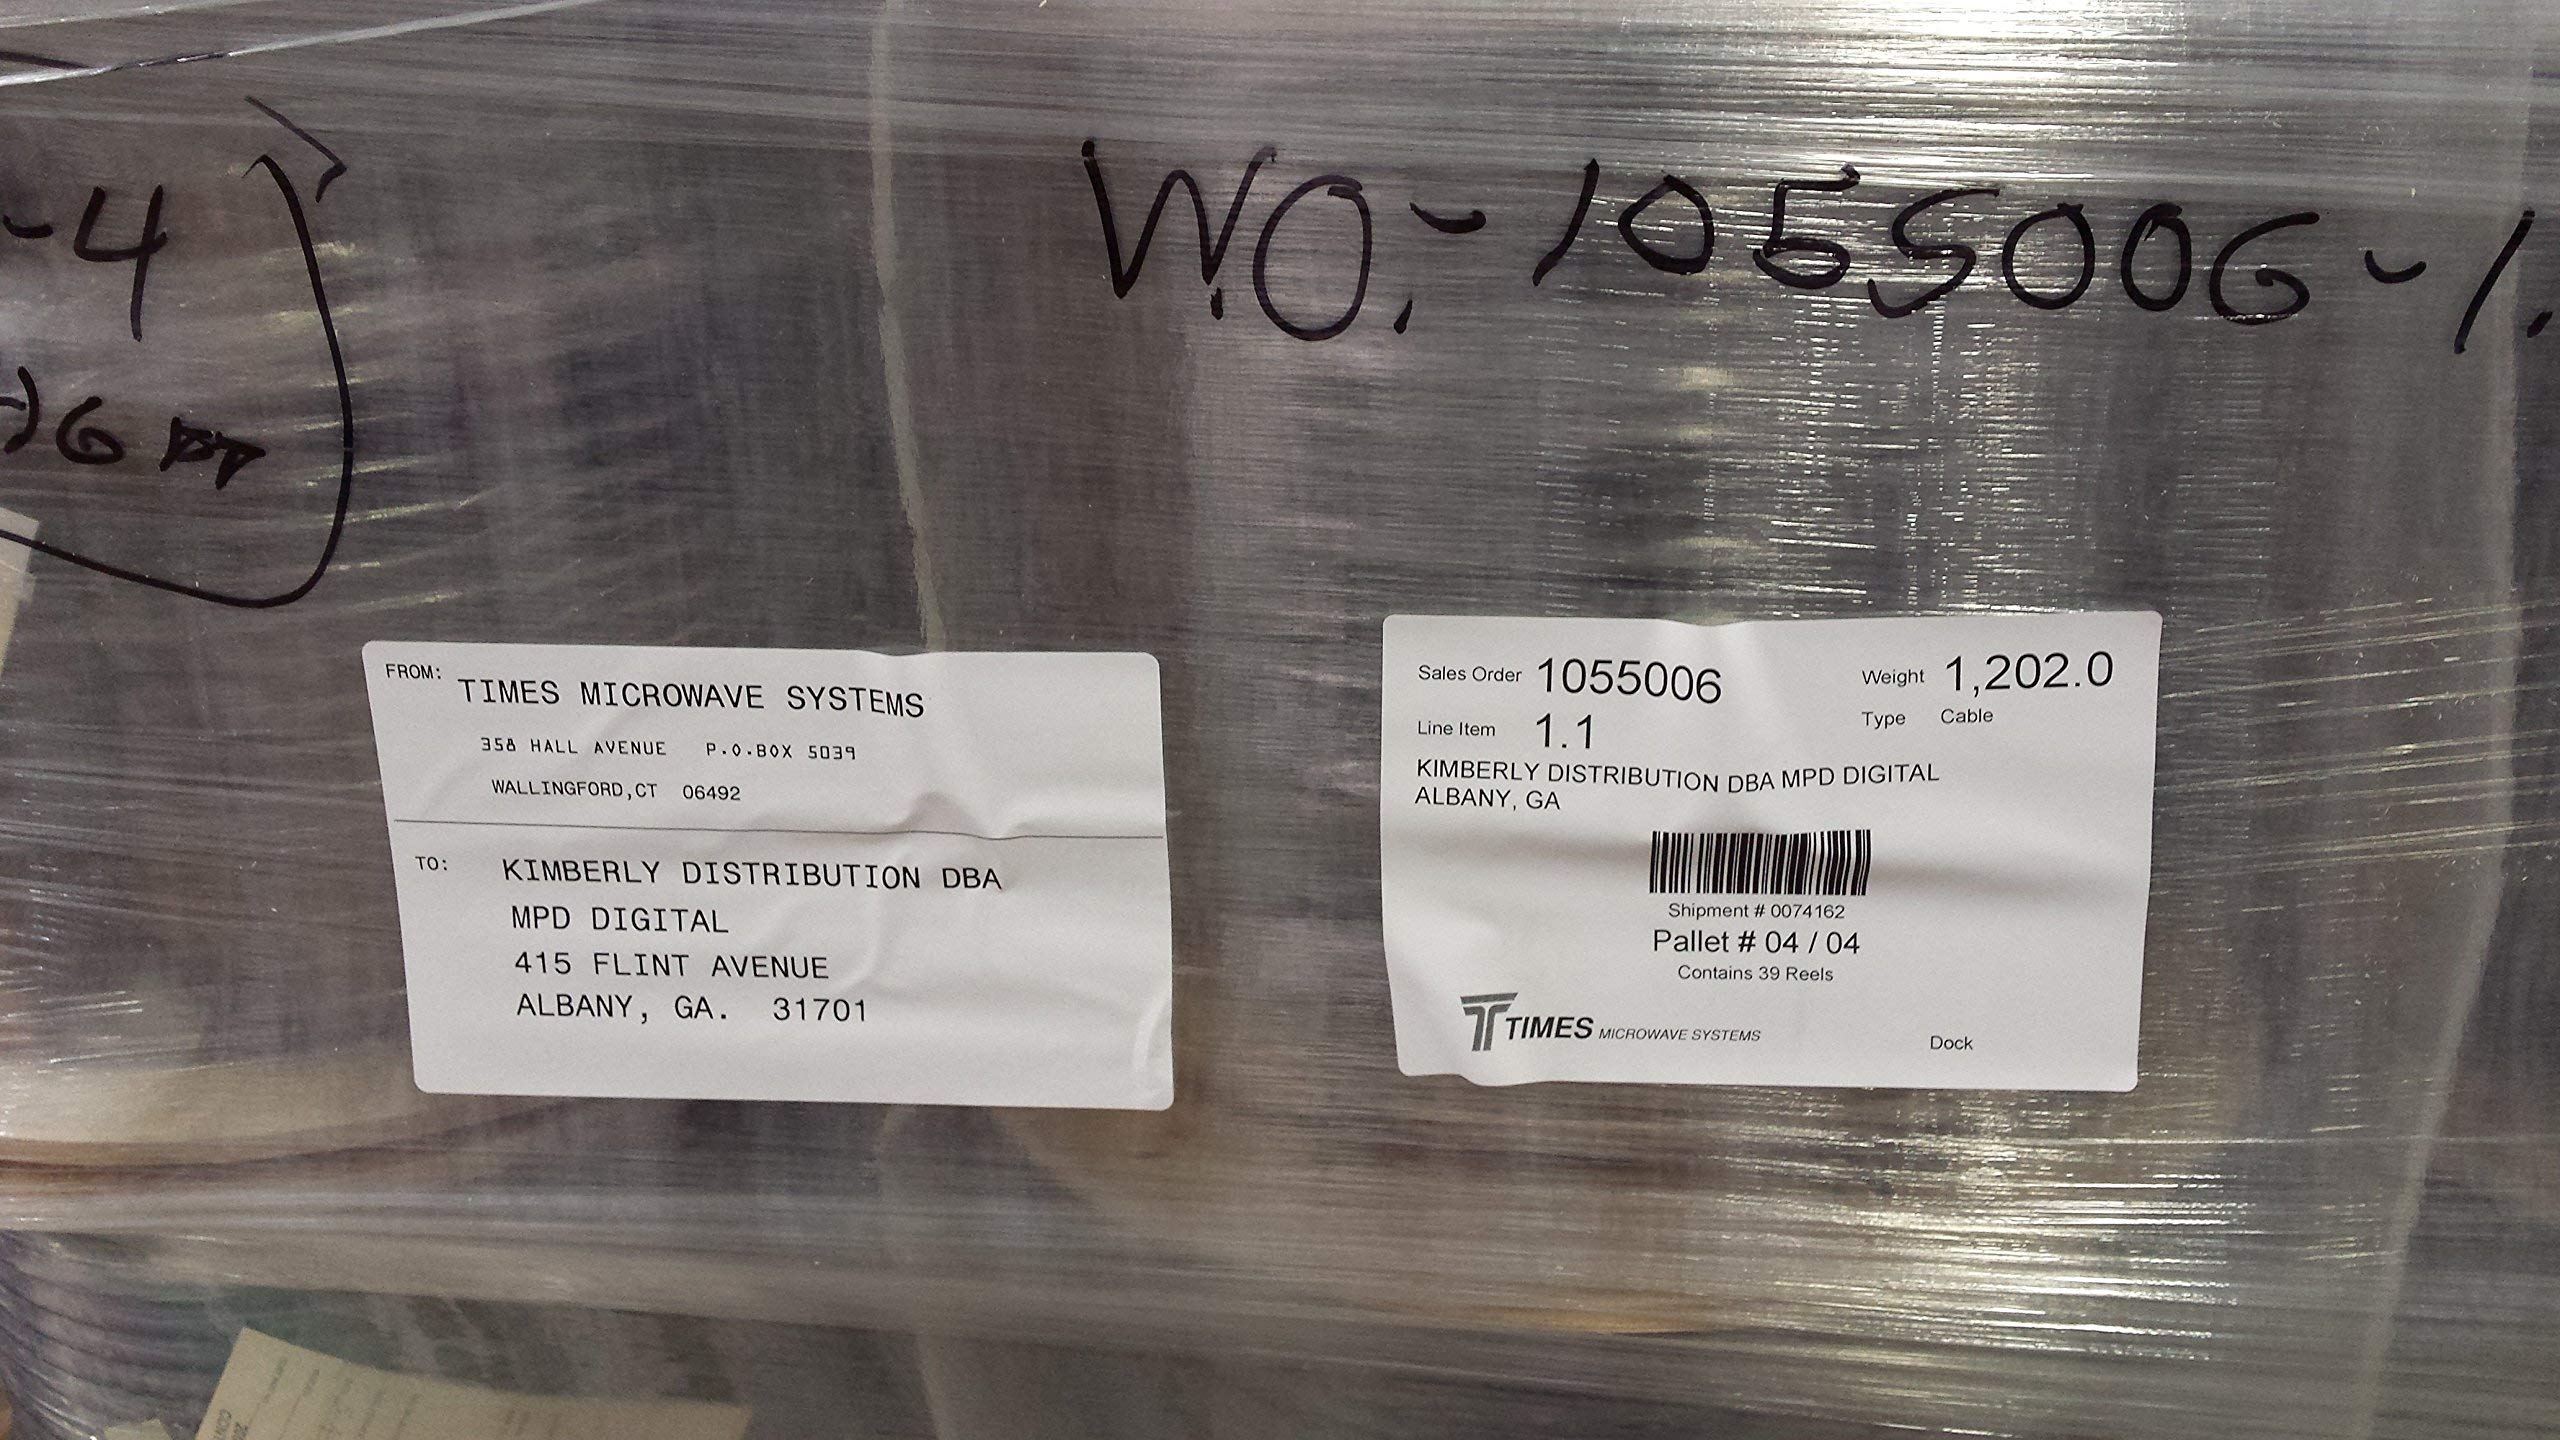 -4
W.O.-1055006-1.
FROM: TIMES MICROWAVE SYSTEMS
358 HALL AVENUE P.O.BOX 5039
WALLINGFORD,CT 06492
TO: KIMBERLY DISTRIBUTION DBA
MPD DIGITAL
415 FLINT AVENUE
ALBANY, GA. 31701
Sales Order 1055006 Weight 1,202.0
Line Item 1.1 Type Cable
KIMBERLY DISTRIBUTION DBA MPD DIGITAL
ALBANY, GA
Shipment # 0074162
Pallet # 04 / 04
Contains 39 Reels
TIMES MICROWAVE SYSTEMS
Dock